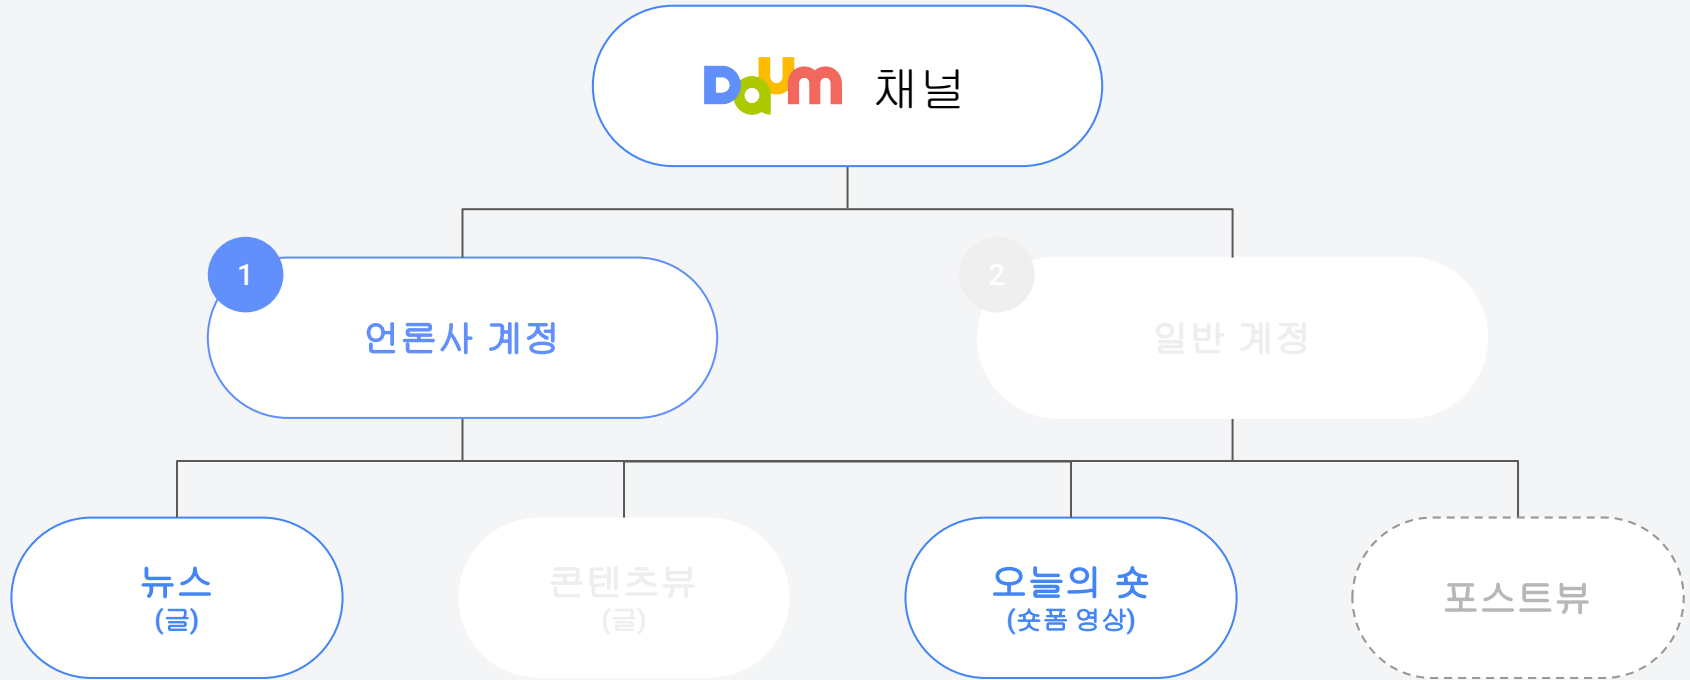 Daum 채널
1
언론사 계정
2
일반 계정
뉴스
(글)
콘텐츠뷰
(글)
오늘의 숏
(숏폼 영상)
포스트뷰